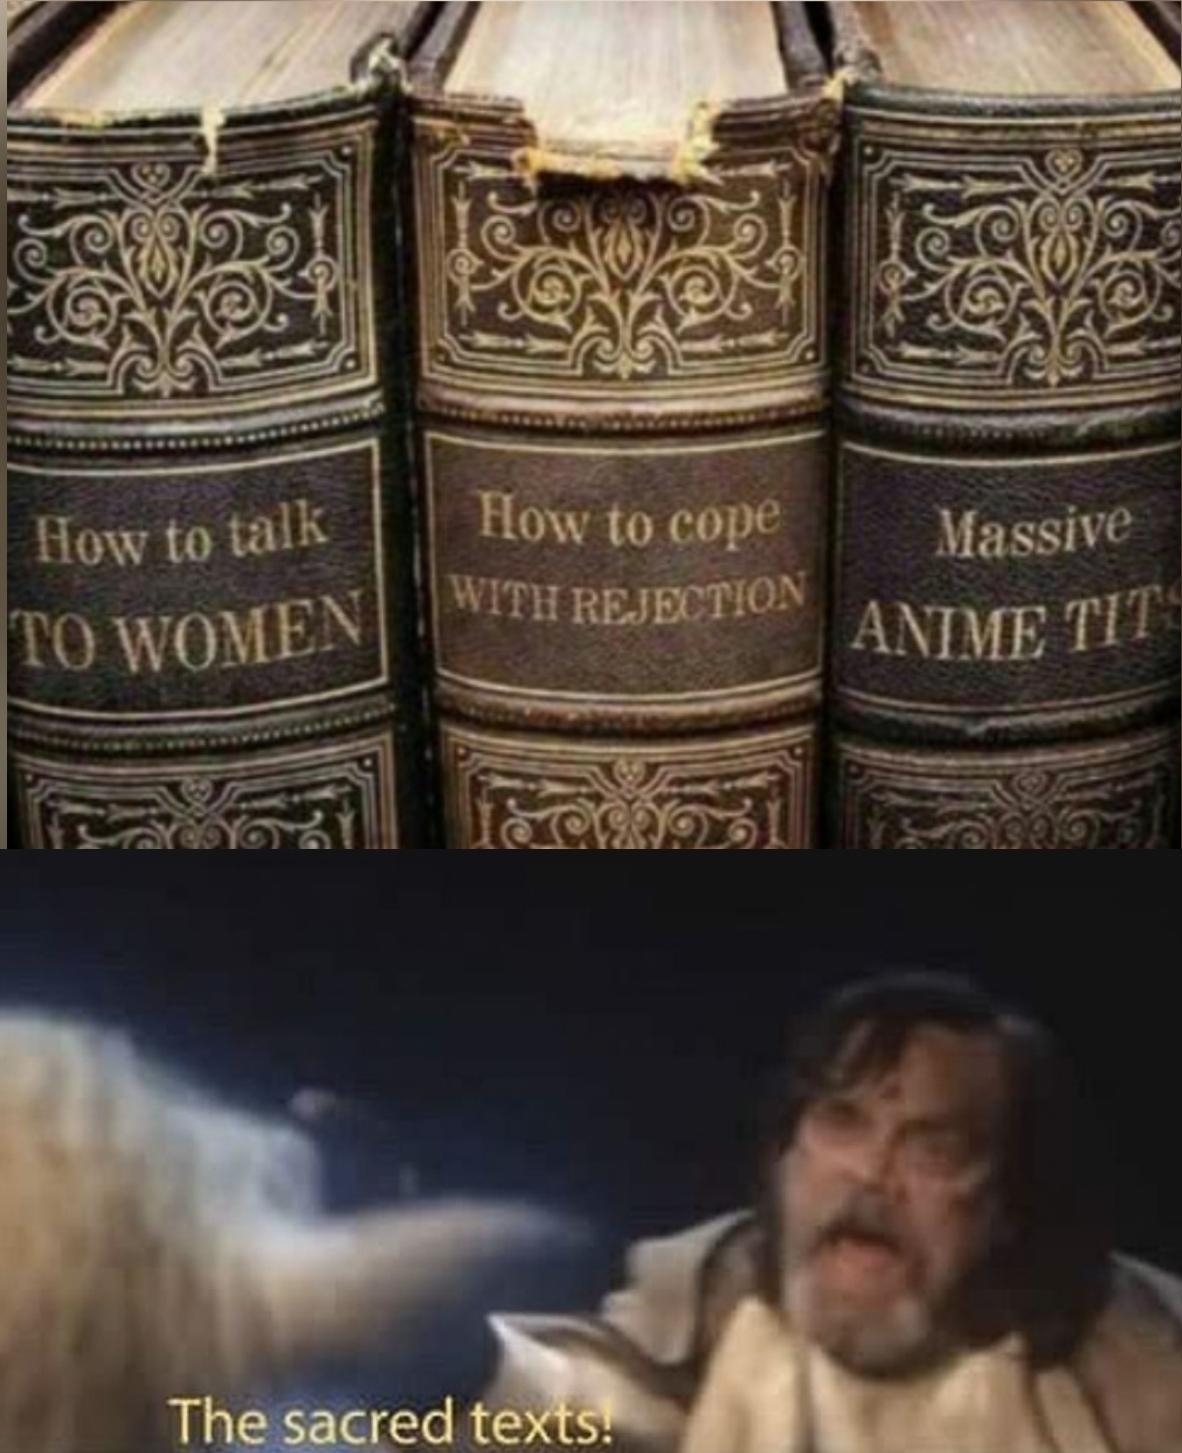 How to talk
TO WOMEN
How to cope
WITH REJECTION
Massive
ANIME TITS
The sacred texts!